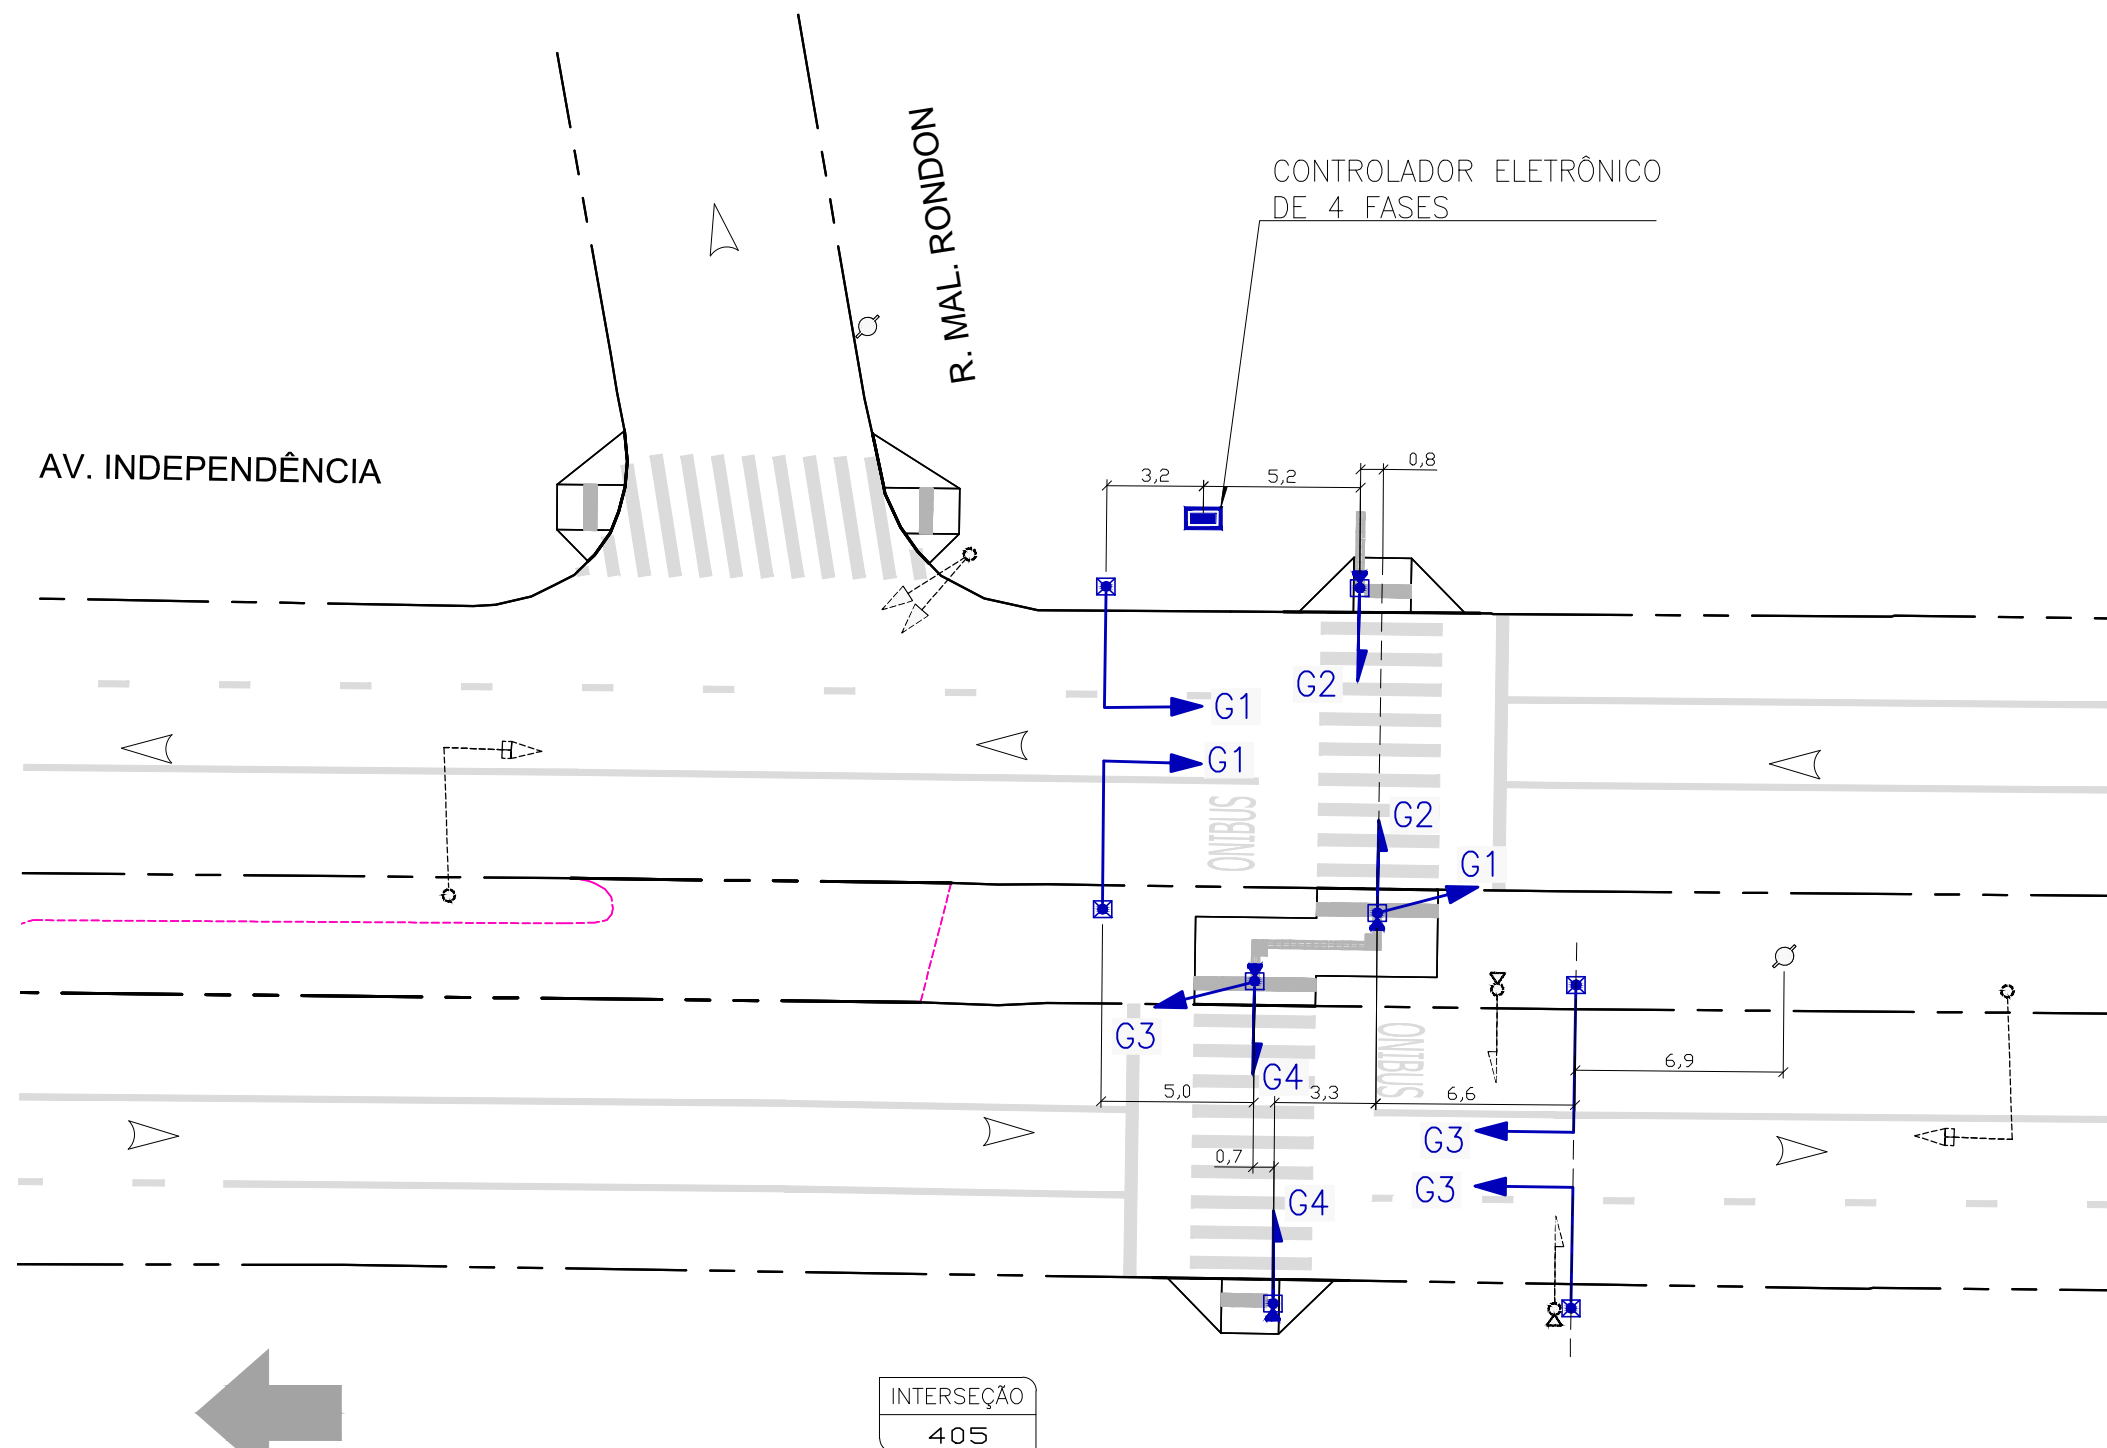 R. MAL. RONDON
CONTROLADOR ELETRÔNICO
DE 4 FASES
AV. INDEPENDÊNCIA
3,2
5,2
0,8
G2
G1
G1
ONIBUS
G2
G1
G3
G4
ONIBUS
6,9
5,0
3,3
6,6
G3
0,7
G3
G4
INTERSEÇÃO
405